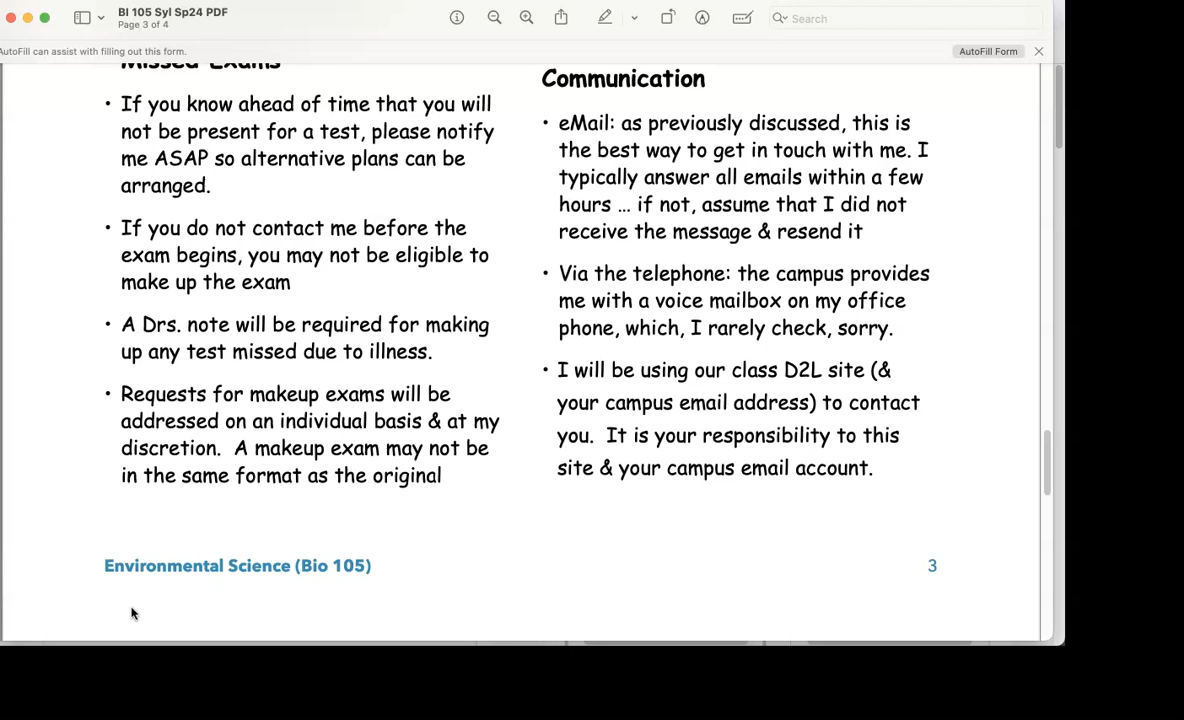 BI 105 Syl Sp24 PDF
Page 3 of 4
Search
AutoFill can assist with filling out this form.
AutoFill Form
Missed Exams
• If you know ahead of time that you will
not be present for a test, please notify
me ASAP so alternative plans can be
arranged.
• If you do not contact me before the
exam begins, you may not be eligible to
make up the exam
• A Drs. note will be required for making
up any test missed due to illness.
• Requests for makeup exams will be
addressed on an individual basis & at my
discretion.  A makeup exam may not be
in the same format as the original
Communication
• eMail: as previously discussed, this is
the best way to get in touch with me. I
typically answer all emails within a few
hours … if not, assume that I did not
receive the message & resend it
• Via the telephone: the campus provides
me with a voice mailbox on my office
phone, which, I rarely check, sorry.
• I will be using our class D2L site (&
your campus email address) to contact
you.  It is your responsibility to this
site & your campus email account.
Environmental Science (Bio 105)
3